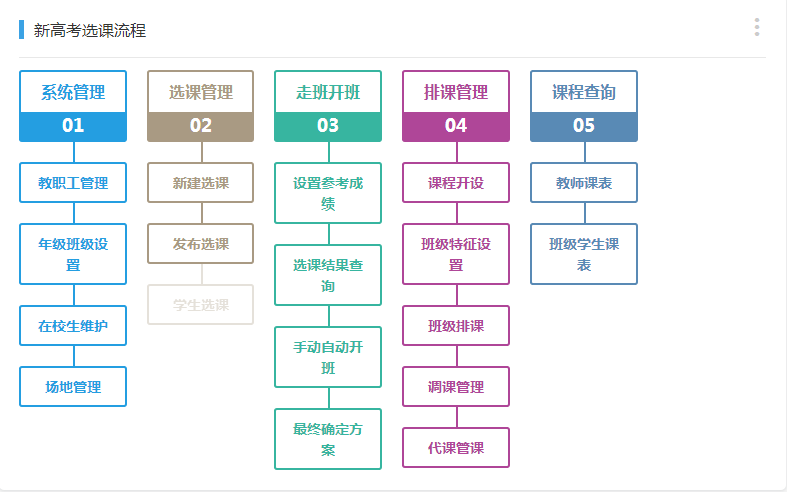 新高考选课流程
系统管理
01
教职工管理
年级班级设
置
在校生维护
场地管理
选课管理
02
新建选课
发布选课
学生选课
走班开班
03
设置参考成
绩
选课结果查
询
手动自动开
班
最终确定方
案
排课管理
04
课程开设
班级特征设
置
班级排课
调课管理
代课管课
课程查询
05
教师课表
班级学生课
表